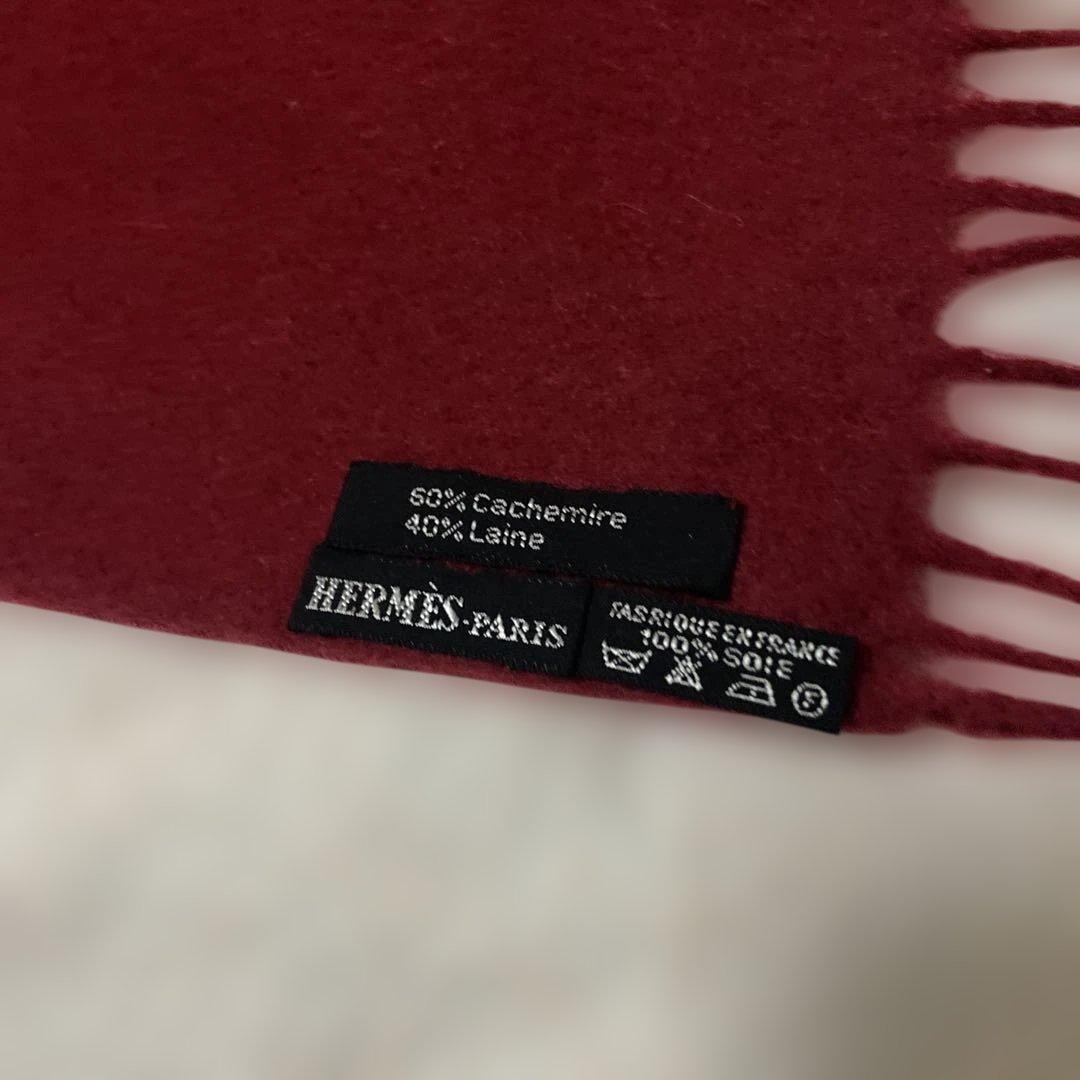 60% Cachemire
40% Laine
HERMÈS-PARIS
FABRIQUE EN FRANCE
100% SOIE